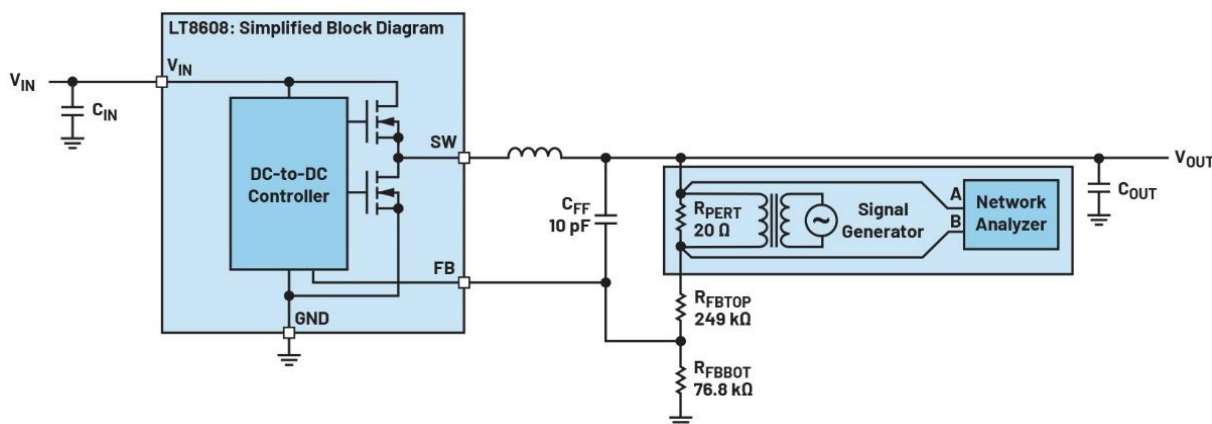 LT8608: Simplified Block Diagram
VIN
VIN
CIN
DC-to-DC
Controller
SW
FB
GND
CFF
10 pF
RPERT
20 Ω
Signal
Generator
~
A
B
Network
Analyzer
VOUT
COUT
RFBTOP
249 kΩ
RFBBOT
76.8 kΩ